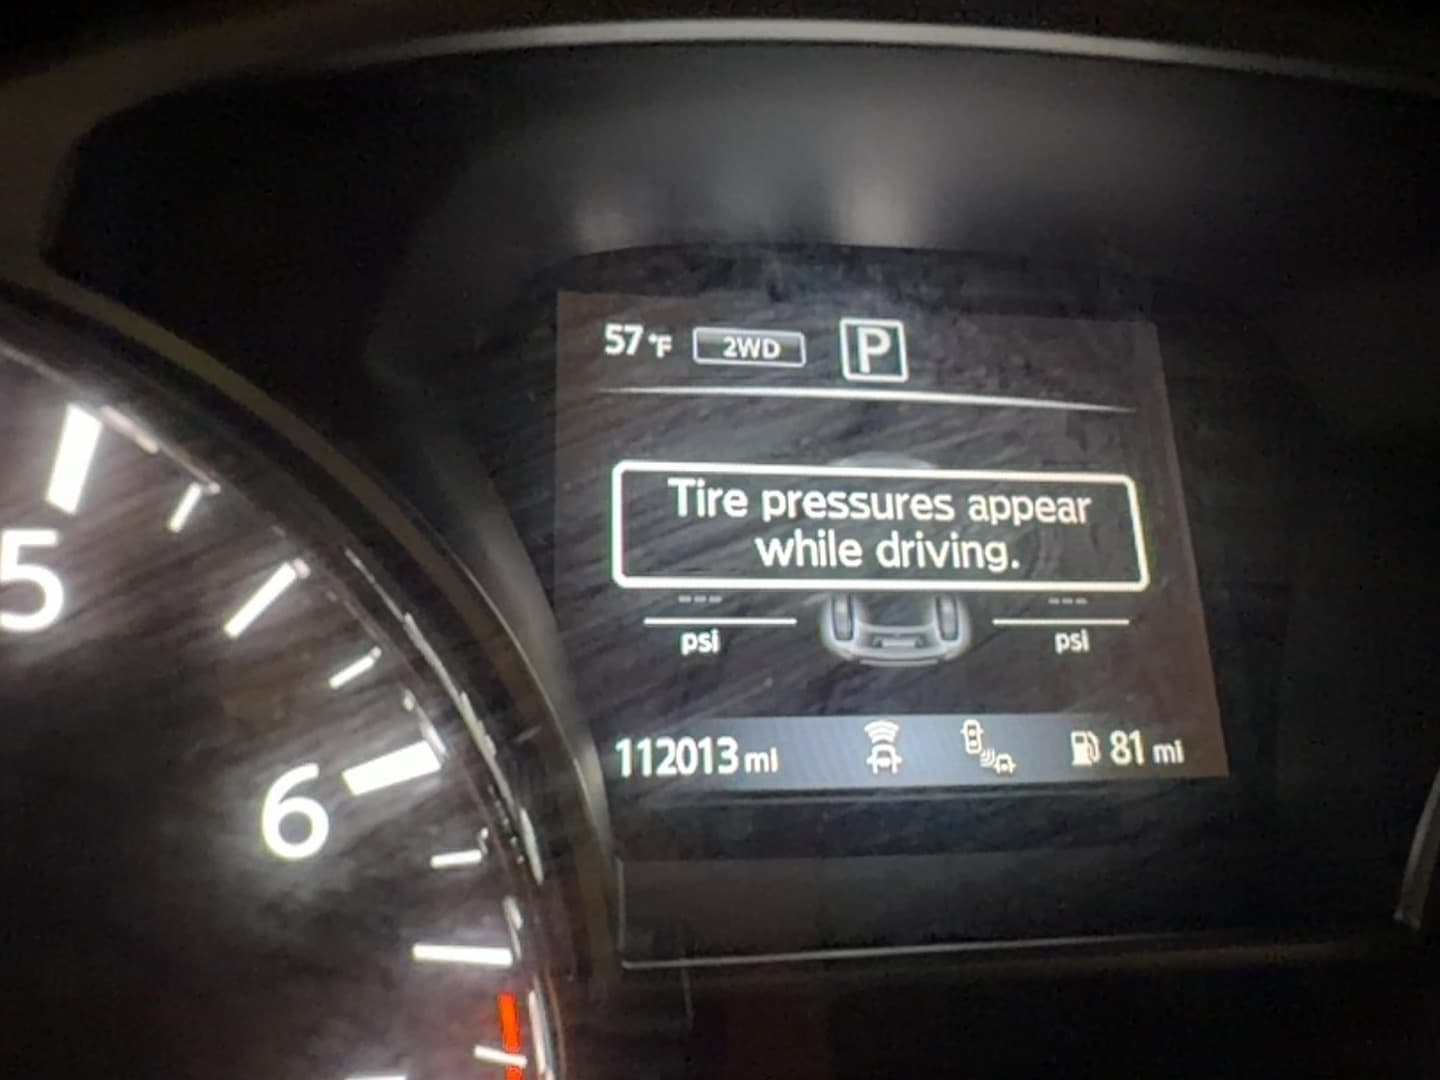 57°F 2WD P
Tire pressures appear
while driving.
--- ---
psi psi
112013 mi 81 mi
5
6